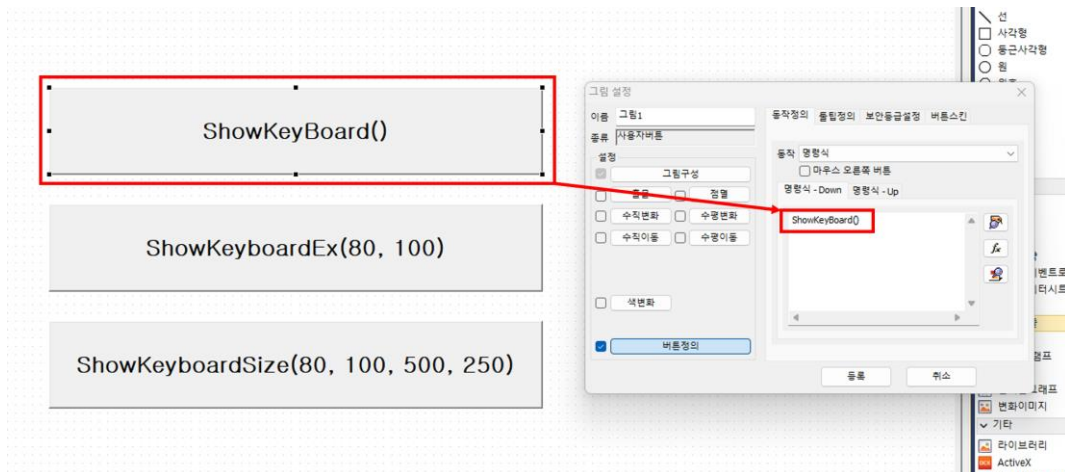 ShowKeyBoard()
ShowKeyboardEx(80, 100)
ShowKeyboardSize(80, 100, 500, 250)
그림 설정
이름 그림1
종류 사용자버튼
설정
그림구성
점멸
수직변화 수평변화
수직이동 수평이동
색변화
버튼정의
동작정의 툴팁정의 보안등급설정 버튼스킨
동작 명령식
마우스 오른쪽 버튼
명령식 - Down 명령식 - Up
ShowKeyBoard()
fx
등록 취소
선
사각형
둥근사각형
원
변화이미지
기타
라이브러리
ActiveX